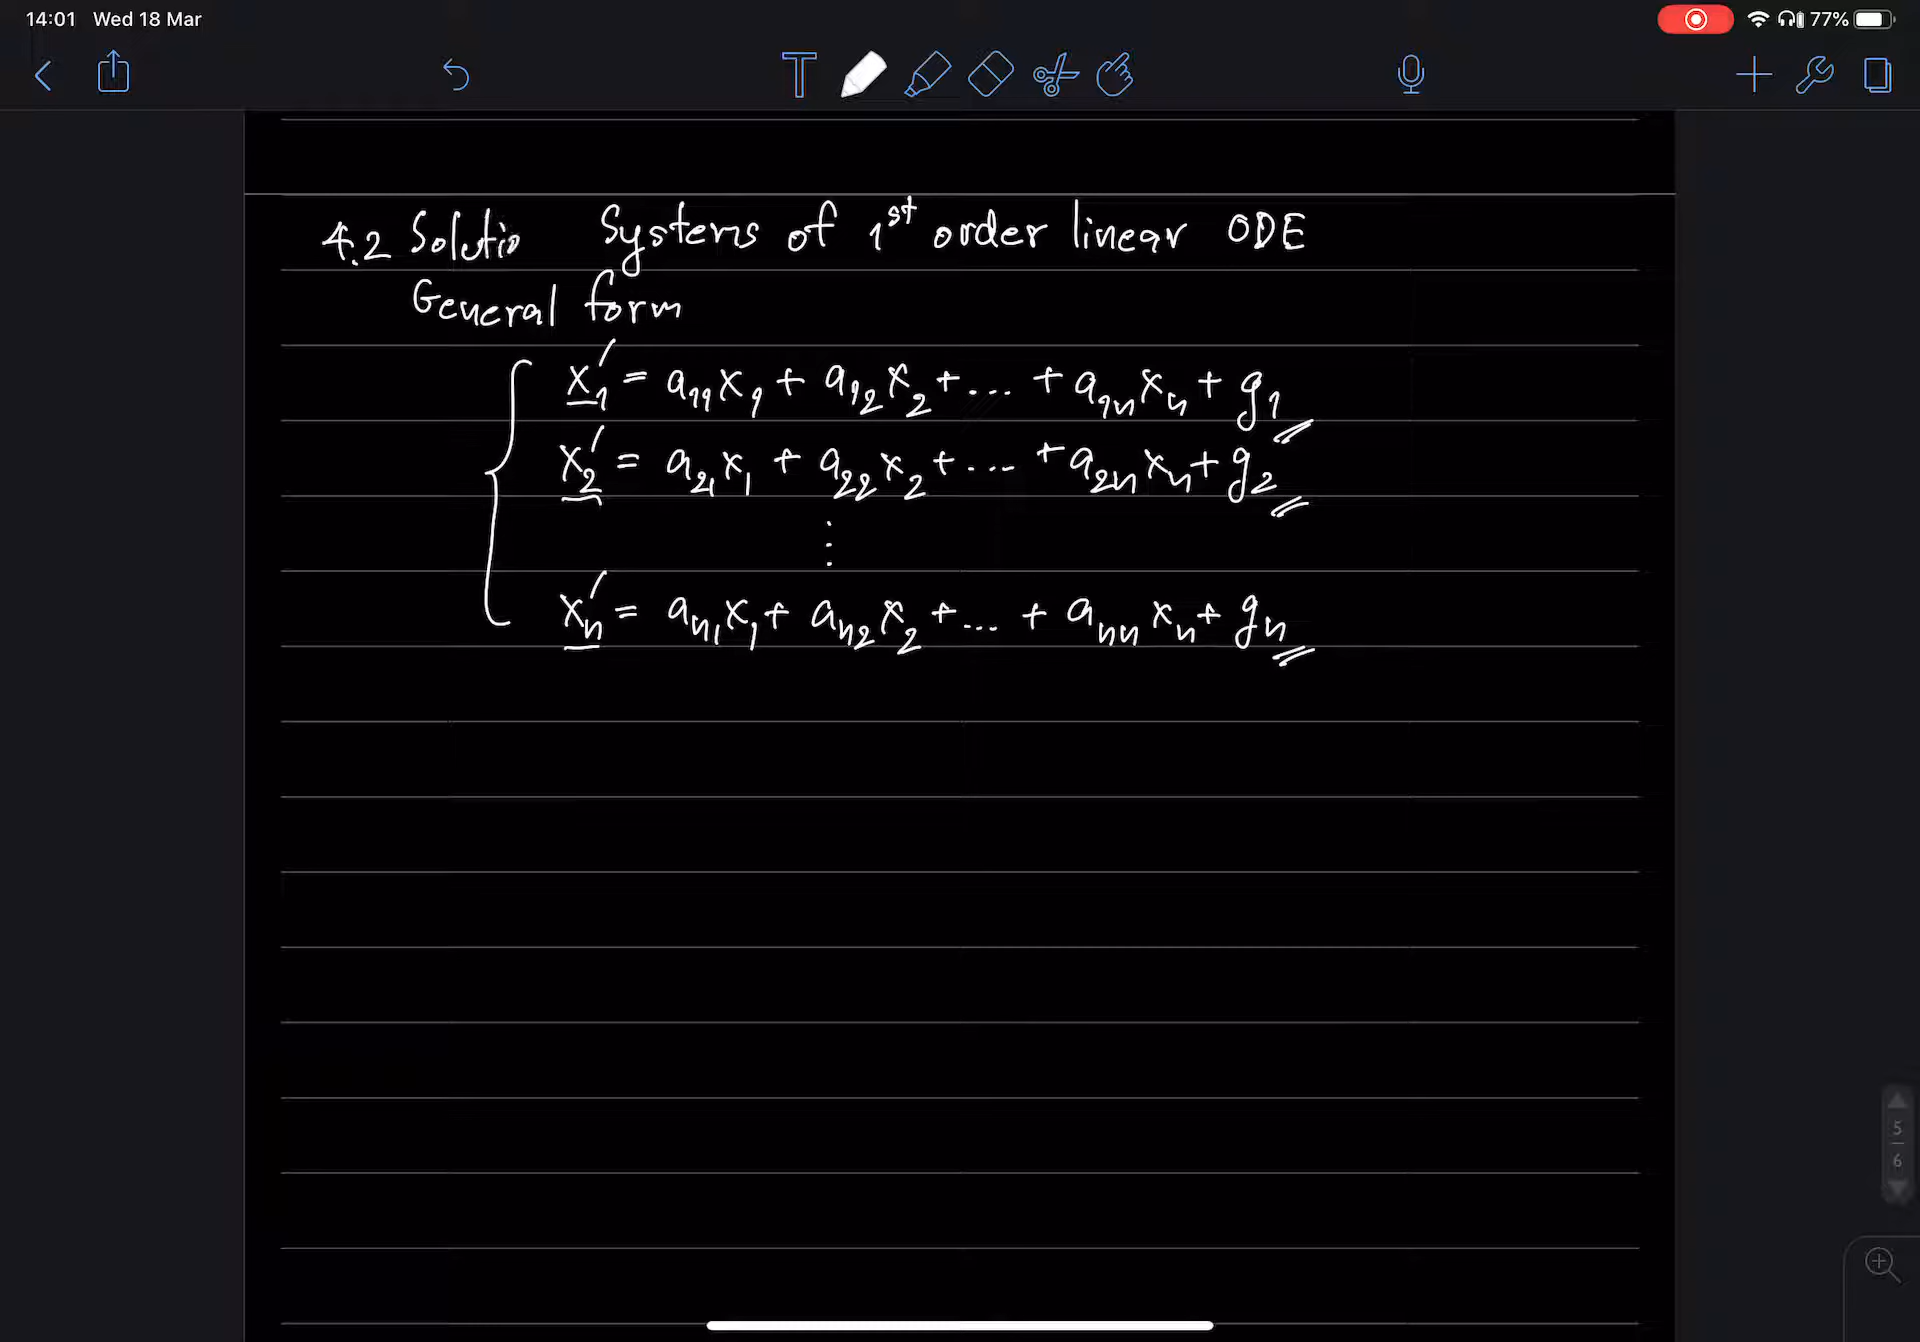 14:01 Wed 18 Mar 77%
4.2 Solutio Systems of 1st order linear ODE
General form
x₁' = a₁₁x₁ + a₁₂x₂ + ... + a₁ₙxₙ + g₁
x₂' = a₂₁x₁ + a₂₂x₂ + ... + a₂ₙxₙ + g₂
⋮
xₙ' = aₙ₁x₁ + aₙ₂x₂ + ... + aₙₙxₙ + gₙ
5
6